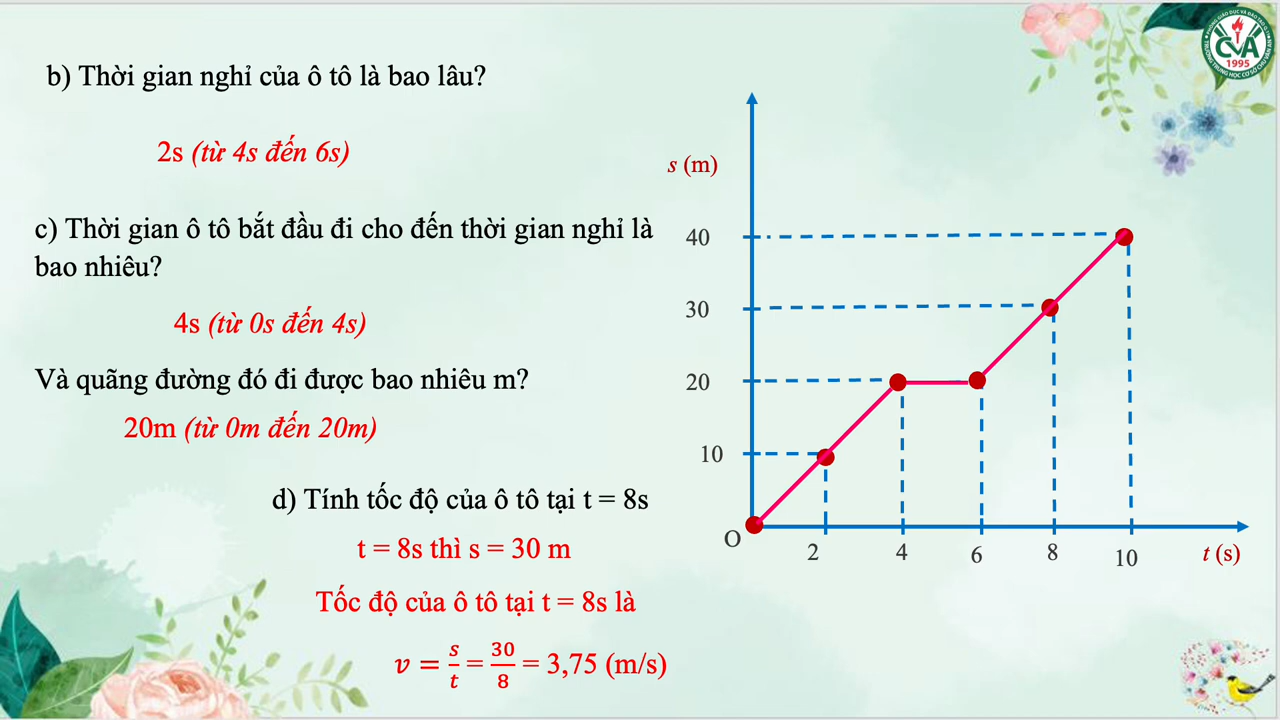 b) Thời gian nghỉ của ô tô là bao lâu?
2s (từ 4s đến 6s)
c) Thời gian ô tô bắt đầu đi cho đến thời gian nghỉ là
bao nhiêu?
4s (từ 0s đến 4s)
Và quãng đường đó đi được bao nhiêu m?
20m (từ 0m đến 20m)
d) Tính tốc độ của ô tô tại t = 8s
t = 8s thì s = 30 m
Tốc độ của ô tô tại t = 8s là
v = s/t = 30/8 = 3,75 (m/s)
s (m)
40
30
20
10
O
2
4
6
8
10
t (s)
CVA
1995